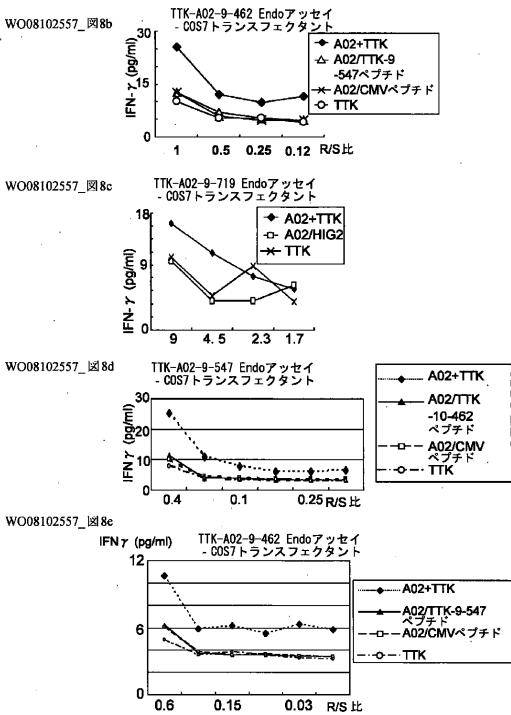 WO08102557_図8b
TTK-A02-9-462 Endoアッセイ
- COS7トランスフェクタント
IFN-γ (pg/ml)
30
15
0
1 0.5 0.25 0.12 R/S比
A02+TTK
A02/TTK-9
-547ペプチド
A02/CMVペプチド
TTK
WO08102557_図8c
TTK-A02-9-719 Endoアッセイ
- COS7トランスフェクタント
IFN-γ (pg/ml)
18
9
0
9 4.5 2.3 1.7
A02+TTK
A02/HIG2
TTK
WO08102557_図8d
TTK-A02-9-547 Endoアッセイ
- COS7トランスフェクタント
IFN γ (pg/ml)
30
20
10
0
0.4 0.1 0.25 R/S比
A02+TTK
A02/TTK
-10-462
ペプチド
A02/CMV
ペプチド
TTK
WO08102557_図8e
IFNγ (pg/ml)
TTK-A02-9-462 Endoアッセイ
- COS7トランスフェクタント
12
6
0
0.6 0.15 0.03 R/S 比
A02+TTK
A02/TTK-9-547
ペプチド
A02/CMVペプチド
TTK